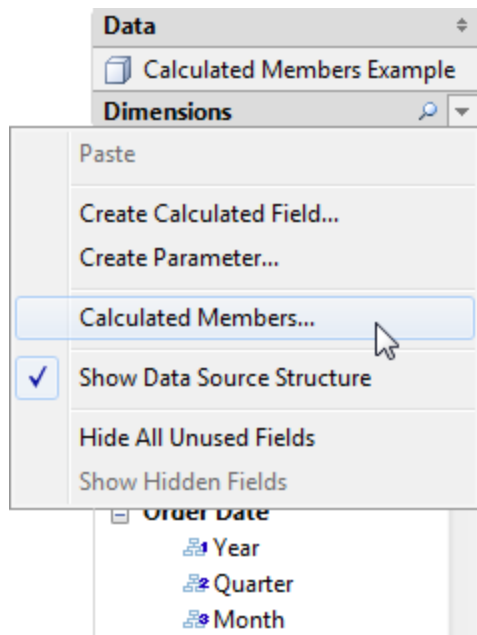 Data
Calculated Members Example
Dimensions
Paste
Create Calculated Field...
Create Parameter...
Calculated Members...
Show Data Source Structure
Hide All Unused Fields
Show Hidden Fields
Order Date
Year
Quarter
Month